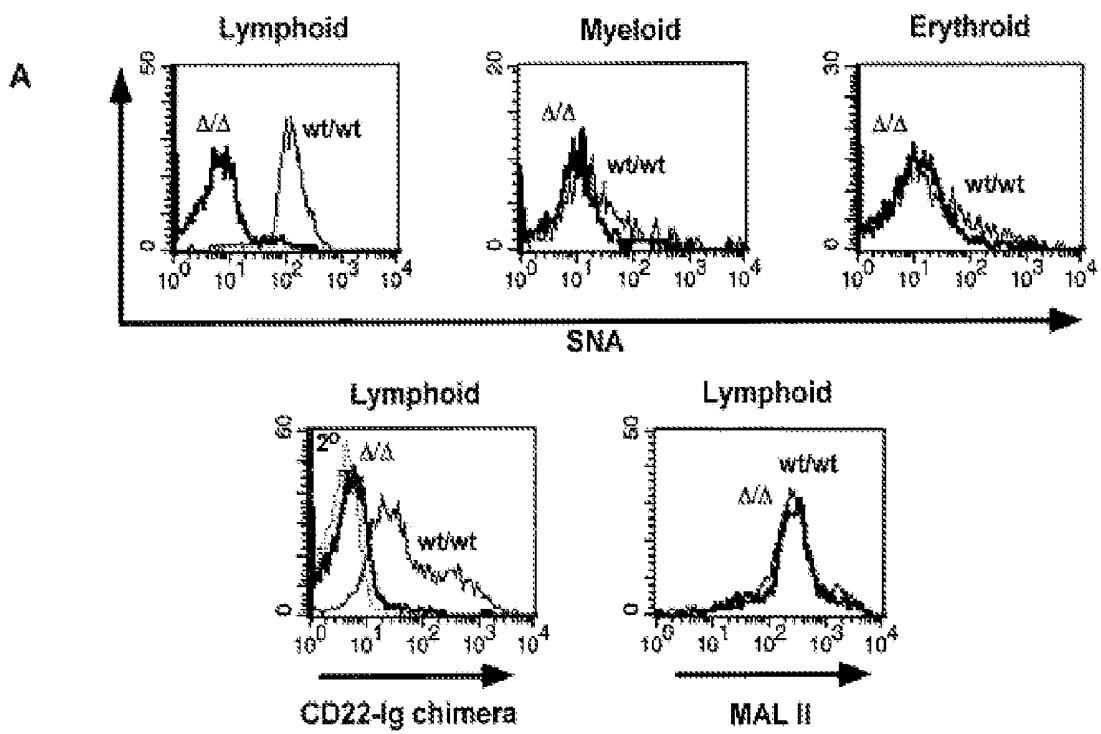 A
Lymphoid
Myeloid
Erythroid
50
0
Δ/Δ
wt/wt
10⁰ 10¹ 10² 10³ 10⁴
20
0
Δ/Δ
wt/wt
10⁰ 10¹ 10² 10³ 10⁴
30
0
Δ/Δ
wt/wt
10⁰ 10¹ 10² 10³ 10⁴
SNA
Lymphoid
Lymphoid
60
0
2º
Δ/Δ
wt/wt
10⁰ 10¹ 10² 10³ 10⁴
50
0
Δ/Δ
wt/wt
10⁰ 10¹ 10² 10³ 10⁴
CD22-Ig chimera
MAL II